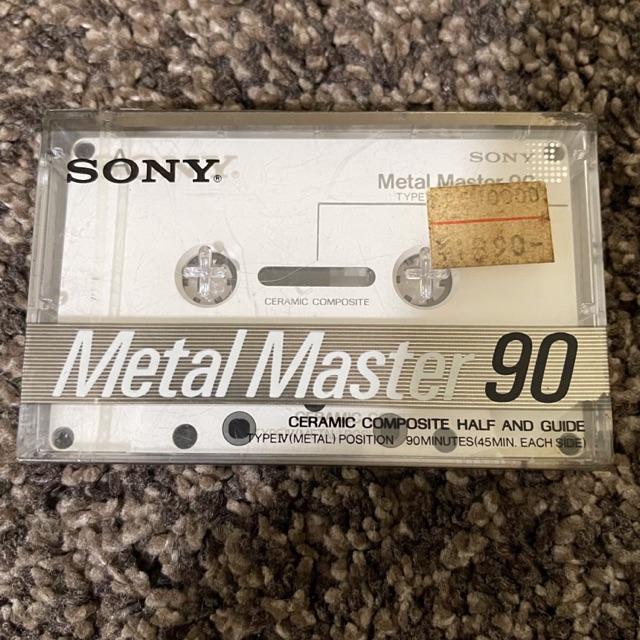 SONY®
SONY
Metal Master 90
CERAMIC COMPOSITE
Metal Master 90
CERAMIC COMPOSITE HALF AND GUIDE
TYPE IV (METAL) POSITION 90MINUTES (45MIN. EACH SIDE)